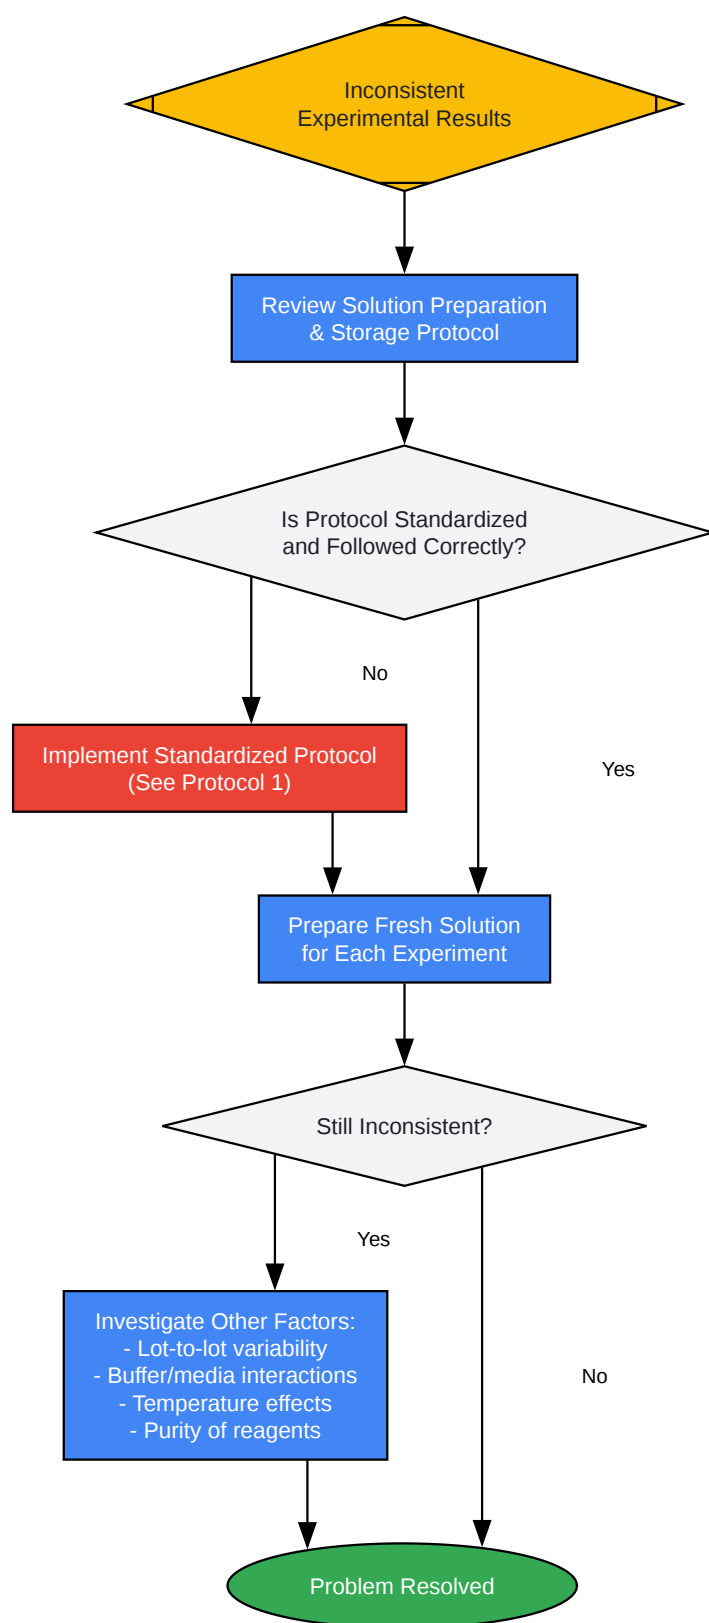 Inconsistent
Experimental Results
Review Solution Preparation
& Storage Protocol
Is Protocol Standardized
and Followed Correctly?
No
Implement Standardized Protocol
(See Protocol 1)
Yes
Prepare Fresh Solution
for Each Experiment
Still Inconsistent?
Yes
Investigate Other Factors:
- Lot-to-lot variability
- Buffer/media interactions
- Temperature effects
- Purity of reagents
No
Problem Resolved